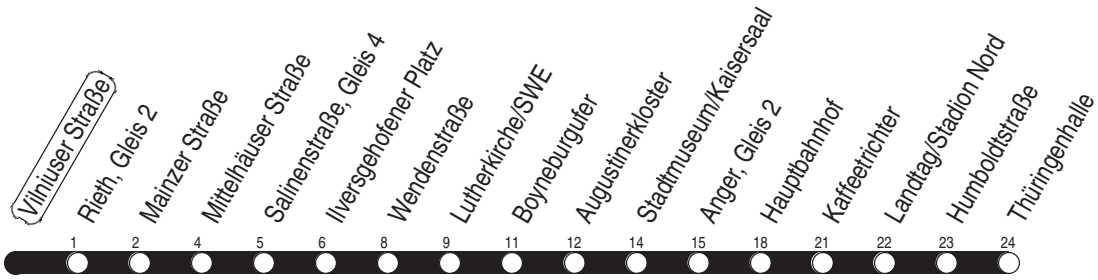 Vilniuser Straße
Rieth, Gleis 2
Mainzer Straße
Mittelhäuser Straße
Salinenstraße, Gleis 4
Ilversgehofener Platz
Wendenstraße
Lutherkirche/SWE
Boyneburgufer
Augustinerkloster
Stadtmuseum/Kaisersaal
Anger, Gleis 2
Hauptbahnhof
Kaffeetrichter
Landtag/Stadion Nord
Humboldtstraße
Thüringenhalle
1 2 4 5 6 8 9 11 12 14 15 18 21 22 23 24